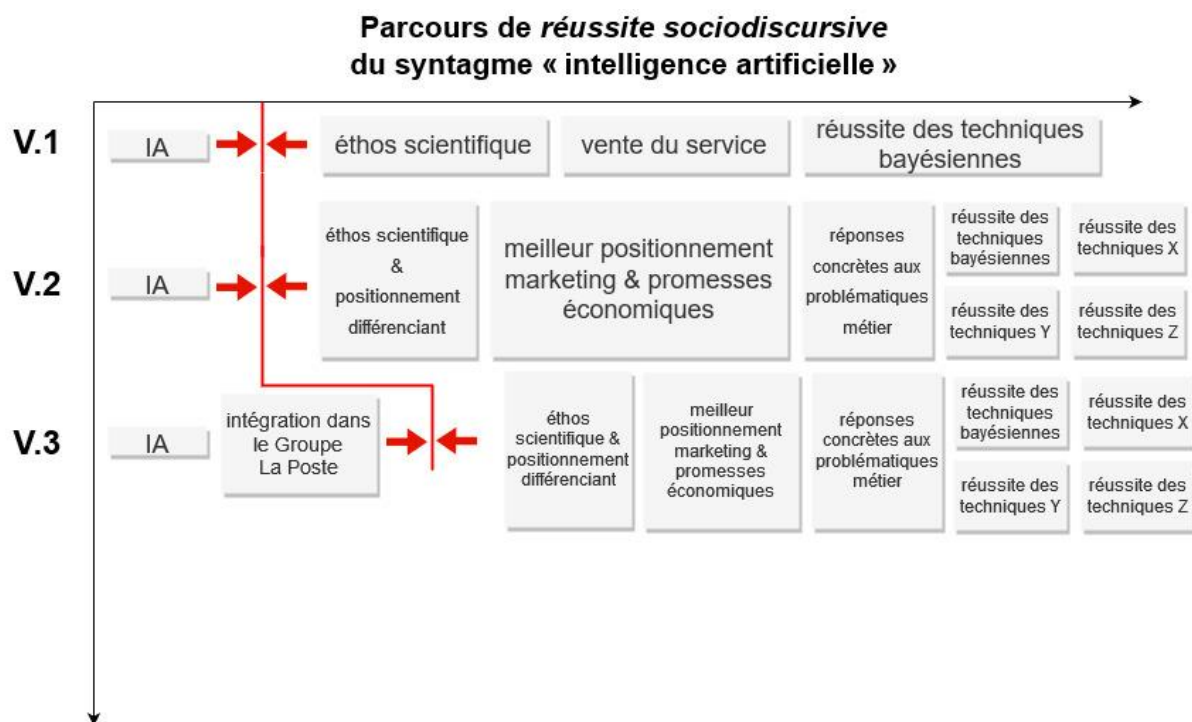 Parcours de réussite sociodiscursive
du syntagme « intelligence artificielle »
V.1
IA
éthos scientifique
vente du service
réussite des techniques
bayésiennes
V.2
IA
éthos scientifique
&
positionnement
différenciant
meilleur positionnement
marketing & promesses
économiques
réponses
concrètes aux
problématiques
métier
réussite des
techniques
bayésiennes
réussite des
techniques X
réussite des
techniques Y
réussite des
techniques Z
V.3
IA
intégration dans
le Groupe
La Poste
éthos
scientifique &
positionnement
différenciant
meilleur
positionnement
marketing &
promesses
économiques
réponses
concrètes aux
problématiques
métier
réussite des
techniques
bayésiennes
réussite des
techniques X
réussite des
techniques Y
réussite des
techniques Z